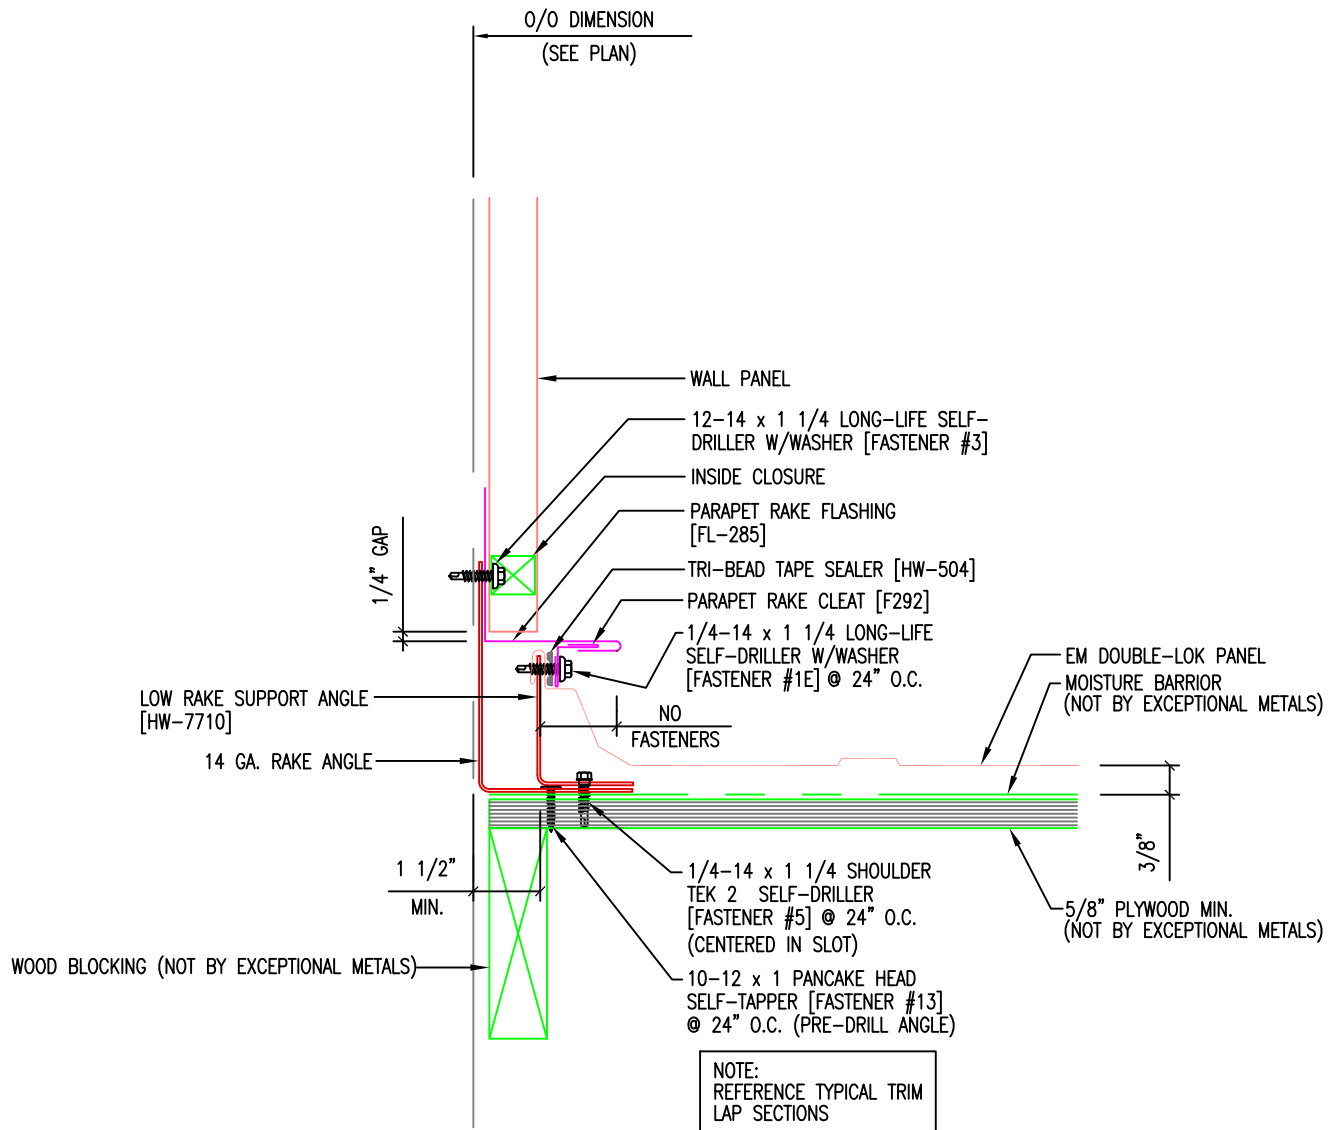 O/O DIMENSION
(SEE PLAN)
WALL PANEL
12-14 x 1 1/4 LONG-LIFE SELF-
DRILLER W/WASHER [FASTENER #3]
INSIDE CLOSURE
PARAPET RAKE FLASHING
[FL-285]
1/4" GAP
TRI-BEAD TAPE SEALER [HW-504]
PARAPET RAKE CLEAT [F292]
1/4-14 x 1 1/4 LONG-LIFE
SELF-DRILLER W/WASHER
[FASTENER #1E] @ 24" O.C.
EM DOUBLE-LOK PANEL
MOISTURE BARRIOR
(NOT BY EXCEPTIONAL METALS)
LOW RAKE SUPPORT ANGLE
[HW-7710]
NO
FASTENERS
14 GA. RAKE ANGLE
3/8"
1 1/2"
MIN.
1/4-14 x 1 1/4 SHOULDER
TEK 2 SELF-DRILLER
[FASTENER #5] @ 24" O.C.
(CENTERED IN SLOT)
5/8" PLYWOOD MIN.
(NOT BY EXCEPTIONAL METALS)
WOOD BLOCKING (NOT BY EXCEPTIONAL METALS)
10-12 x 1 PANCAKE HEAD
SELF-TAPPER [FASTENER #13]
@ 24" O.C. (PRE-DRILL ANGLE)
NOTE:
REFERENCE TYPICAL TRIM
LAP SECTIONS